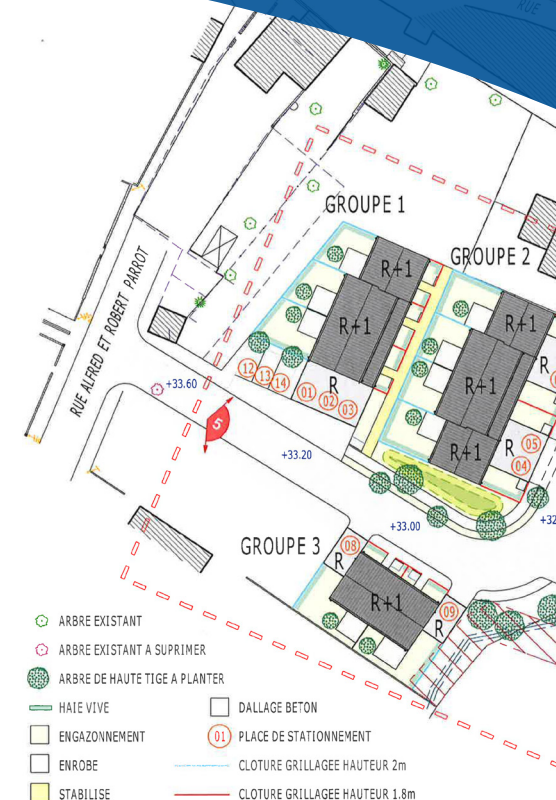 RUE
GROUPE 1
GROUPE 2
R+1
R+1
R+1
R+1
R+1
R
R
R
12
13
14
01
02
03
05
04
RUE ALFRED ET ROBERT PARROT
+33.60
5
+33.20
+33.00
+32
GROUPE 3
08
R
R+1
09
R
ARBRE EXISTANT
ARBRE EXISTANT A SUPRIMER
ARBRE DE HAUTE TIGE A PLANTER
HAIE VIVE
DALLAGE BETON
ENGAZONNEMENT
01 PLACE DE STATIONNEMENT
ENROBE
CLOTURE GRILLAGEE HAUTEUR 2m
STABILISE
CLOTURE GRILLAGEE HAUTEUR 1.8m